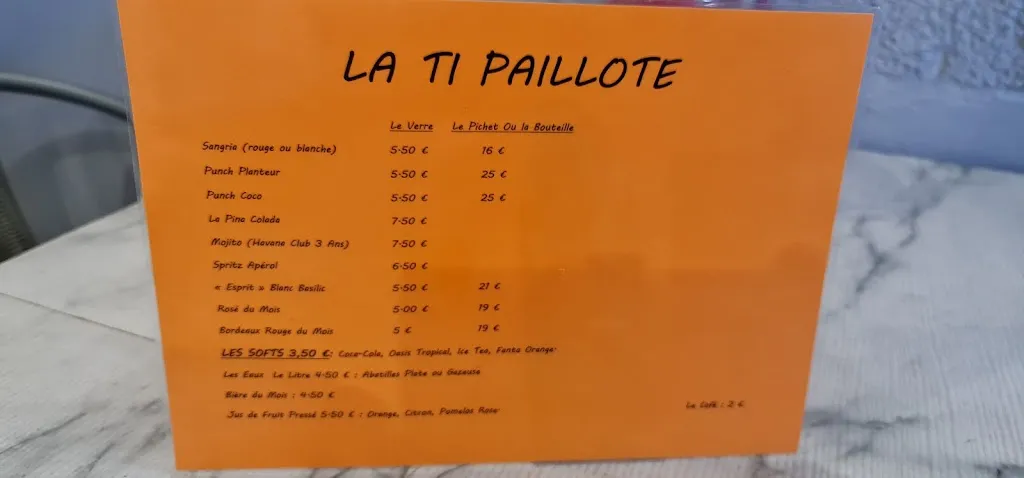 LA TI PAILLOTE
Le Verre Le Pichet Ou la Bouteille
Sangria (rouge ou blanche) 5.50 € 16 €
Punch Planteur 5.50 € 25 €
Punch Coco 5.50 € 25 €
La Pina Colada 7.50 €
Mojito (Havana Club 3 Ans) 7.50 €
Spritz Apérol 6.50 €
« Esprit » Blanc Basilic 5.50 € 21 €
Rosé du Mois 5.00 € 19 €
Bordeaux Rouge du Mois 5 € 19 €
LES SOFTS 3,50 € : Coca-Cola, Oasis Tropical, Ice Tea, Fanta Orange.
Les Eaux Le Litre 4.50 € : Abatilles Plate ou Gazeuse
Bière du Mois : 4.50 €
Jus de Fruit Pressé 5.50 € : Orange, Citron, Pamelos Rose.
Le Café : 2 €